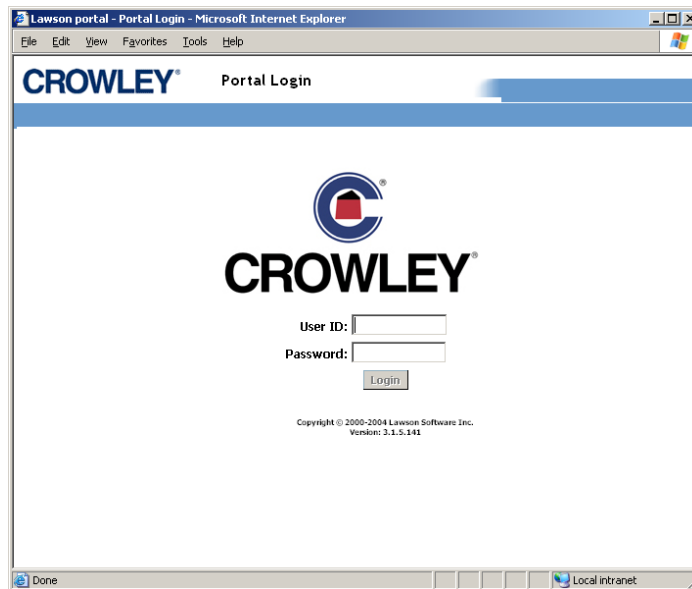 Lawson portal - Portal Login - Microsoft Internet Explorer
File Edit View Favorites Tools Help
CROWLEY® Portal Login
®
CROWLEY®
User ID:
Password:
Login
Copyright © 2000-2004 Lawson Software Inc.
Version: 3.1.5.141
Done Local intranet